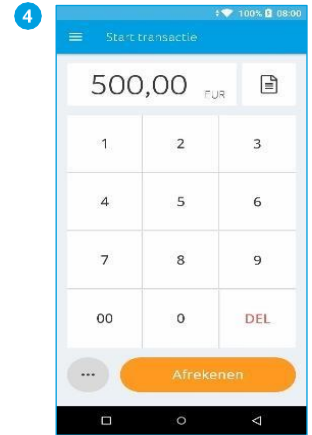 4
100% 08:00
Start transactie
500,00 EUR
1 2 3
4 5 6
7 8 9
00 0 DEL
... Afrekenen